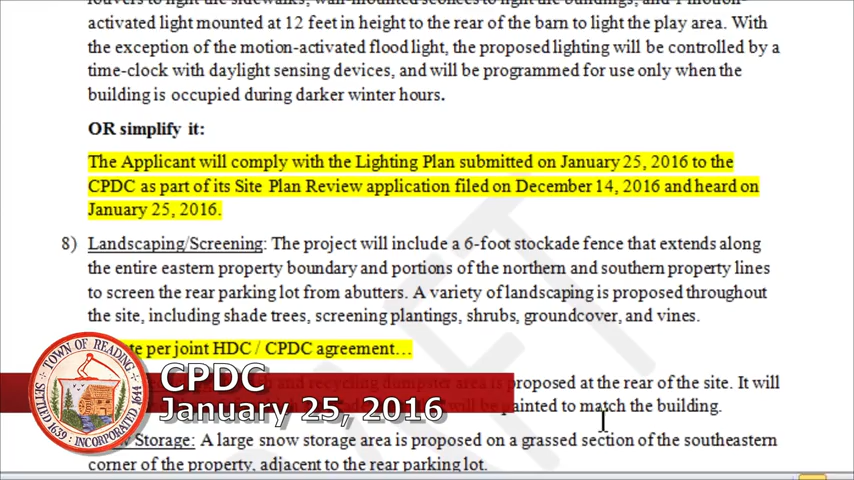 louvers to light the sidewalks, wall-mounted sconces to light the buildings, and 1 motion-
activated light mounted at 12 feet in height to the rear of the barn to light the play area. With
the exception of the motion-activated flood light, the proposed lighting will be controlled by a
time-clock with daylight sensing devices, and will be programmed for use only when the
building is occupied during darker winter hours.
OR simplify it:
The Applicant will comply with the Lighting Plan submitted on January 25, 2016 to the
CPDC as part of its Site Plan Review application filed on December 14, 2016 and heard on
January 25, 2016.
8) Landscaping/Screening: The project will include a 6-foot stockade fence that extends along
the entire eastern property boundary and portions of the northern and southern property lines
to screen the rear parking lot from abutters. A variety of landscaping is proposed throughout
the site, including shade trees, screening plantings, shrubs, groundcover, and vines.
per joint HDC / CPDC agreement…
and recycling dumpster area is proposed at the rear of the site. It will
will be painted to match the building.
Storage: A large snow storage area is proposed on a grassed section of the southeastern
corner of the property, adjacent to the rear parking lot.
DRAFT
TOWN OF READING
SETTLED 1639. INCORPORATED 1644
CPDC
January 25, 2016